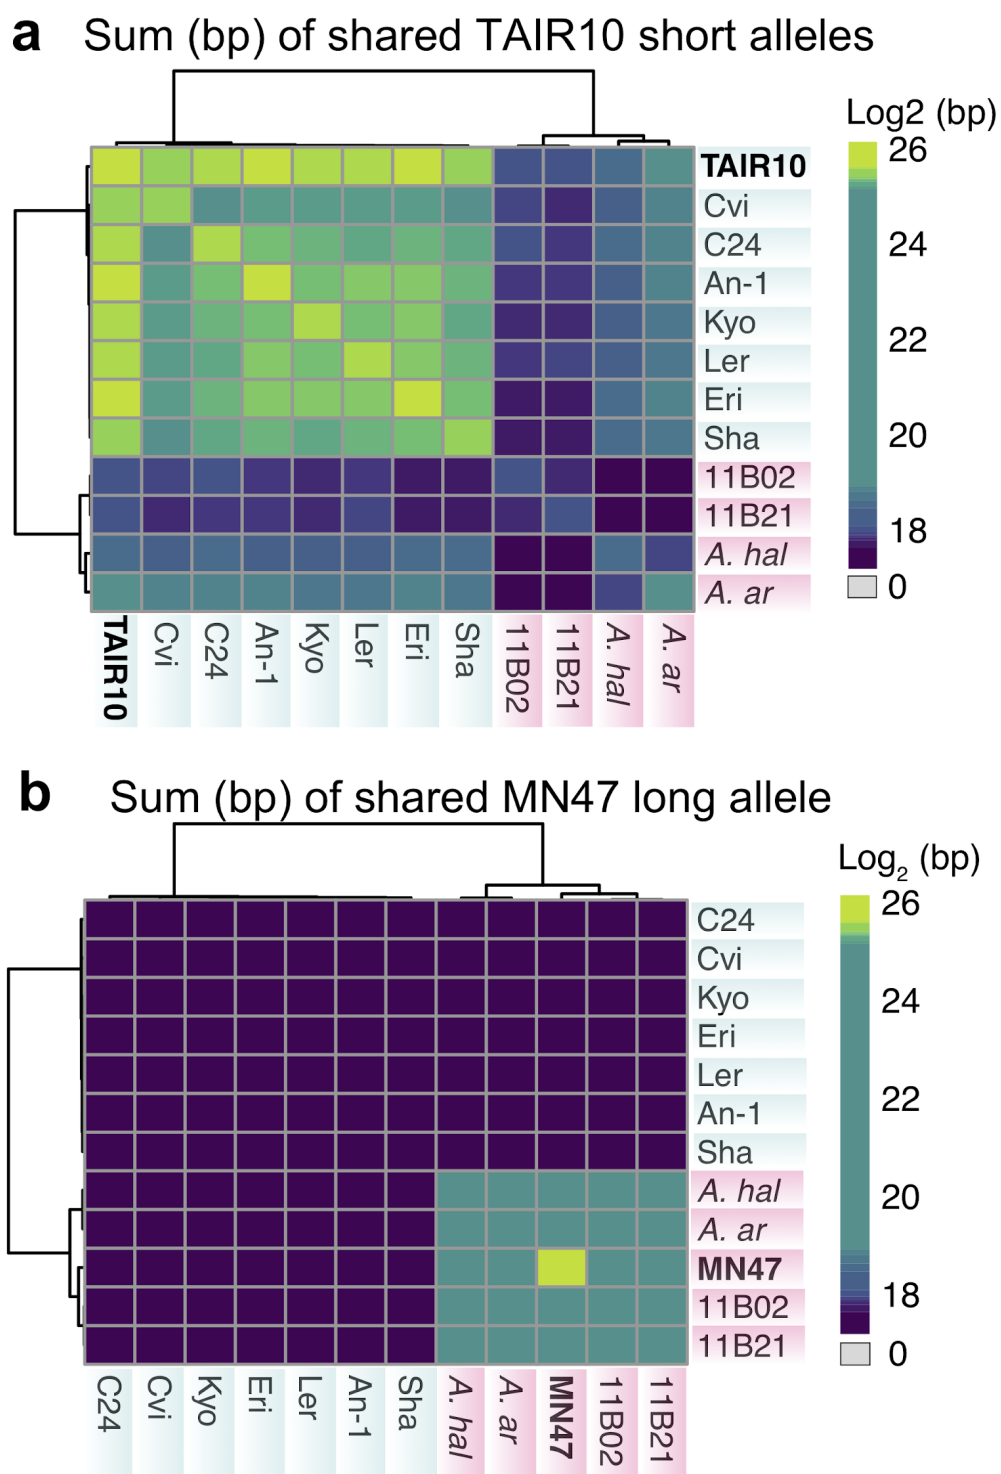 a Sum (bp) of shared TAIR10 short alleles
Log2 (bp)
26
24
22
20
18
0
TAIR10
Cvi
C24
An-1
Kyo
Ler
Eri
Sha
11B02
11B21
A. hal
A. ar
TAIR10
Cvi
C24
An-1
Kyo
Ler
Eri
Sha
11B02
11B21
A. hal
A. ar
b Sum (bp) of shared MN47 long allele
Log2 (bp)
26
24
22
20
18
0
C24
Cvi
Kyo
Eri
Ler
An-1
Sha
A. hal
A. ar
MN47
11B02
11B21
C24
Cvi
Kyo
Eri
Ler
An-1
Sha
A. hal
A. ar
MN47
11B02
11B21